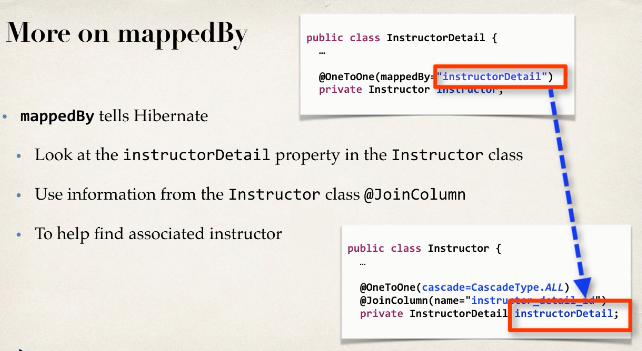 More on mappedBy
public class InstructorDetail {
…
@OneToOne(mappedBy="instructorDetail")
private Instructor instructor;
• mappedBy tells Hibernate
• Look at the instructorDetail property in the Instructor class
• Use information from the Instructor class @JoinColumn
• To help find associated instructor
public class Instructor {
…
@OneToOne(cascade=CascadeType.ALL)
@JoinColumn(name="instructor_detail_id")
private InstructorDetail instructorDetail;